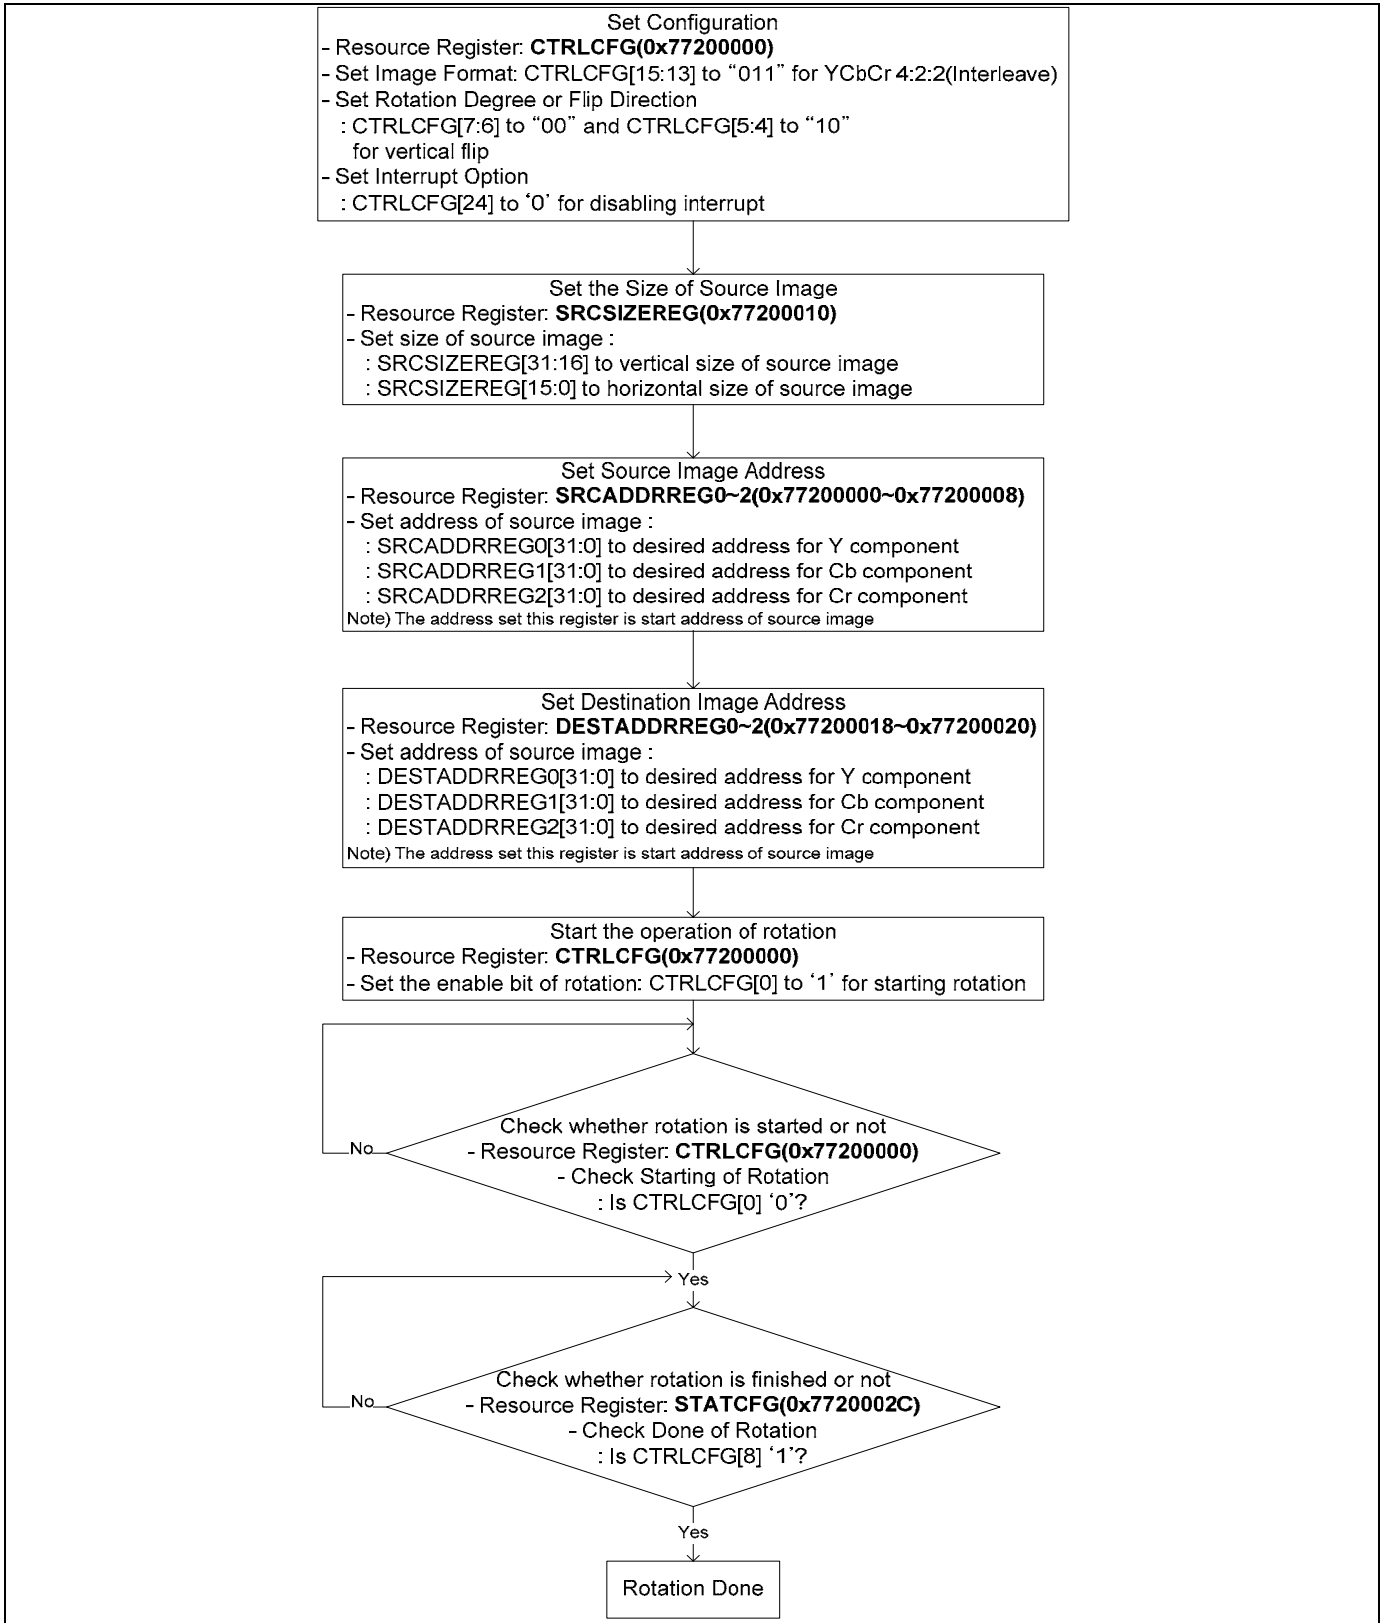 Set Configuration
- Resource Register: CTRLCFG(0x77200000)
- Set Image Format: CTRLCFG[15:13] to “011” for YCbCr 4:2:2(Interleave)
- Set Rotation Degree or Flip Direction
: CTRLCFG[7:6] to “00” and CTRLCFG[5:4] to “10”
for vertical flip
- Set Interrupt Option
: CTRLCFG[24] to ‘0’ for disabling interrupt
Set the Size of Source Image
- Resource Register: SRCSIZEREG(0x77200010)
- Set size of source image :
: SRCSIZEREG[31:16] to vertical size of source image
: SRCSIZEREG[15:0] to horizontal size of source image
Set Source Image Address
- Resource Register: SRCADDRREG0~2(0x77200000~0x77200008)
- Set address of source image :
: SRCADDRREG0[31:0] to desired address for Y component
: SRCADDRREG1[31:0] to desired address for Cb component
: SRCADDRREG2[31:0] to desired address for Cr component
Note) The address set this register is start address of source image
Set Destination Image Address
- Resource Register: DESTADDRREG0~2(0x77200018~0x77200020)
- Set address of source image :
: DESTADDRREG0[31:0] to desired address for Y component
: DESTADDRREG1[31:0] to desired address for Cb component
: DESTADDRREG2[31:0] to desired address for Cr component
Note) The address set this register is start address of source image
Start the operation of rotation
- Resource Register: CTRLCFG(0x77200000)
- Set the enable bit of rotation: CTRLCFG[0] to ‘1’ for starting rotation
Check whether rotation is started or not
No
- Resource Register: CTRLCFG(0x77200000)
- Check Starting of Rotation
: Is CTRLCFG[0] ‘0’?
Yes
Check whether rotation is finished or not
No
- Resource Register: STATCFG(0x7720002C)
- Check Done of Rotation
: Is CTRLCFG[8] ‘1’?
Yes
Rotation Done